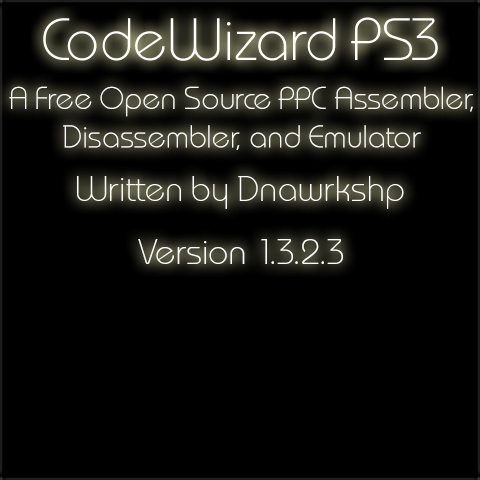 CodeWizard PS3
A Free Open Source PPC Assembler,
Disassembler, and Emulator
Written by Dnawrkshp
Version 1.3.2.3